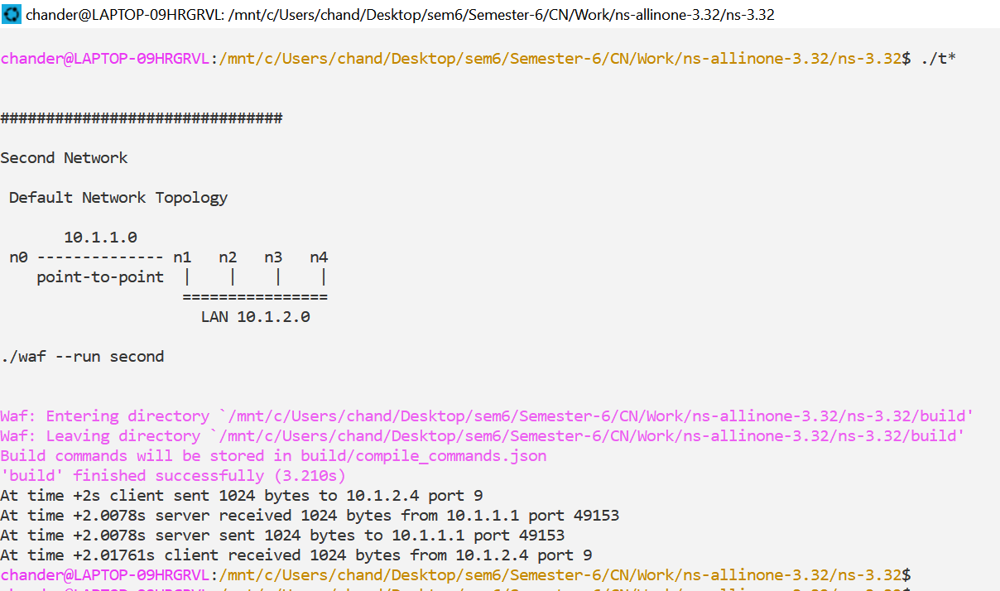 chander@LAPTOP-09HRGRVL: /mnt/c/Users/chand/Desktop/sem6/Semester-6/CN/Work/ns-allinone-3.32/ns-3.32
chander@LAPTOP-09HRGRVL:/mnt/c/Users/chand/Desktop/sem6/Semester-6/CN/Work/ns-allinone-3.32/ns-3.32$ ./t*
###############################
Second Network
Default Network Topology
10.1.1.0
n0 -------------- n1   n2   n3   n4
point-to-point  |    |    |    |
================
LAN 10.1.2.0
./waf --run second
Waf: Entering directory `/mnt/c/Users/chand/Desktop/sem6/Semester-6/CN/Work/ns-allinone-3.32/ns-3.32/build'
Waf: Leaving directory `/mnt/c/Users/chand/Desktop/sem6/Semester-6/CN/Work/ns-allinone-3.32/ns-3.32/build'
Build commands will be stored in build/compile_commands.json
'build' finished successfully (3.210s)
At time +2s client sent 1024 bytes to 10.1.2.4 port 9
At time +2.0078s server received 1024 bytes from 10.1.1.1 port 49153
At time +2.0078s server sent 1024 bytes to 10.1.1.1 port 49153
At time +2.01761s client received 1024 bytes from 10.1.2.4 port 9
chander@LAPTOP-09HRGRVL:/mnt/c/Users/chand/Desktop/sem6/Semester-6/CN/Work/ns-allinone-3.32/ns-3.32$